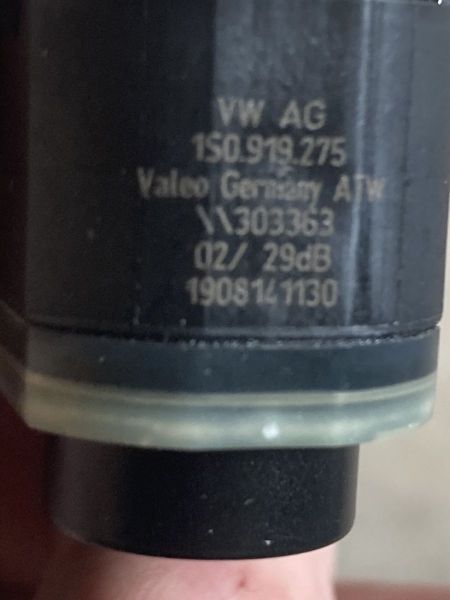 VW AG
1S0.919.275
Valeo Germany ATW
\\303363
02/ 29dB
1908141130